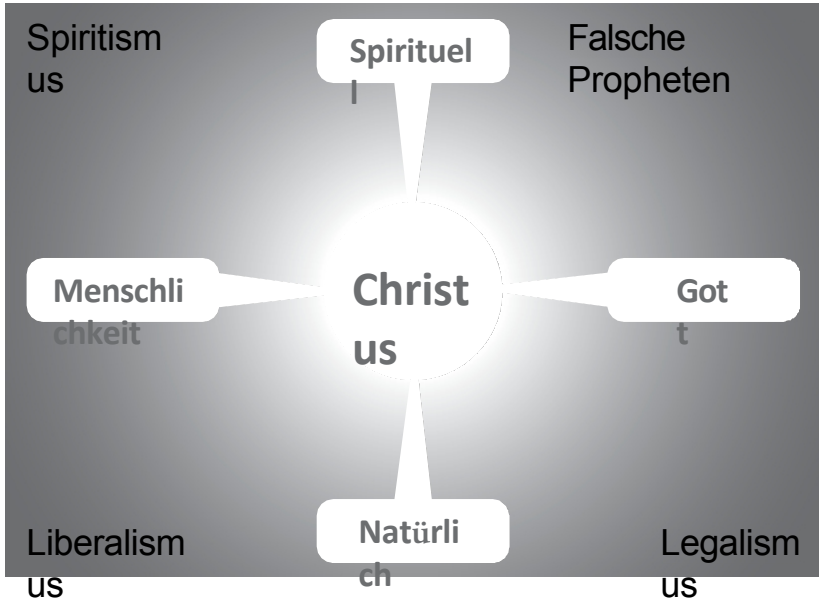 Spiritism
us
Spirituel
l
Falsche
Propheten
Menschli
chkeit
Christ
us
Got
t
Liberalism
us
Natürli
ch
Legalism
us